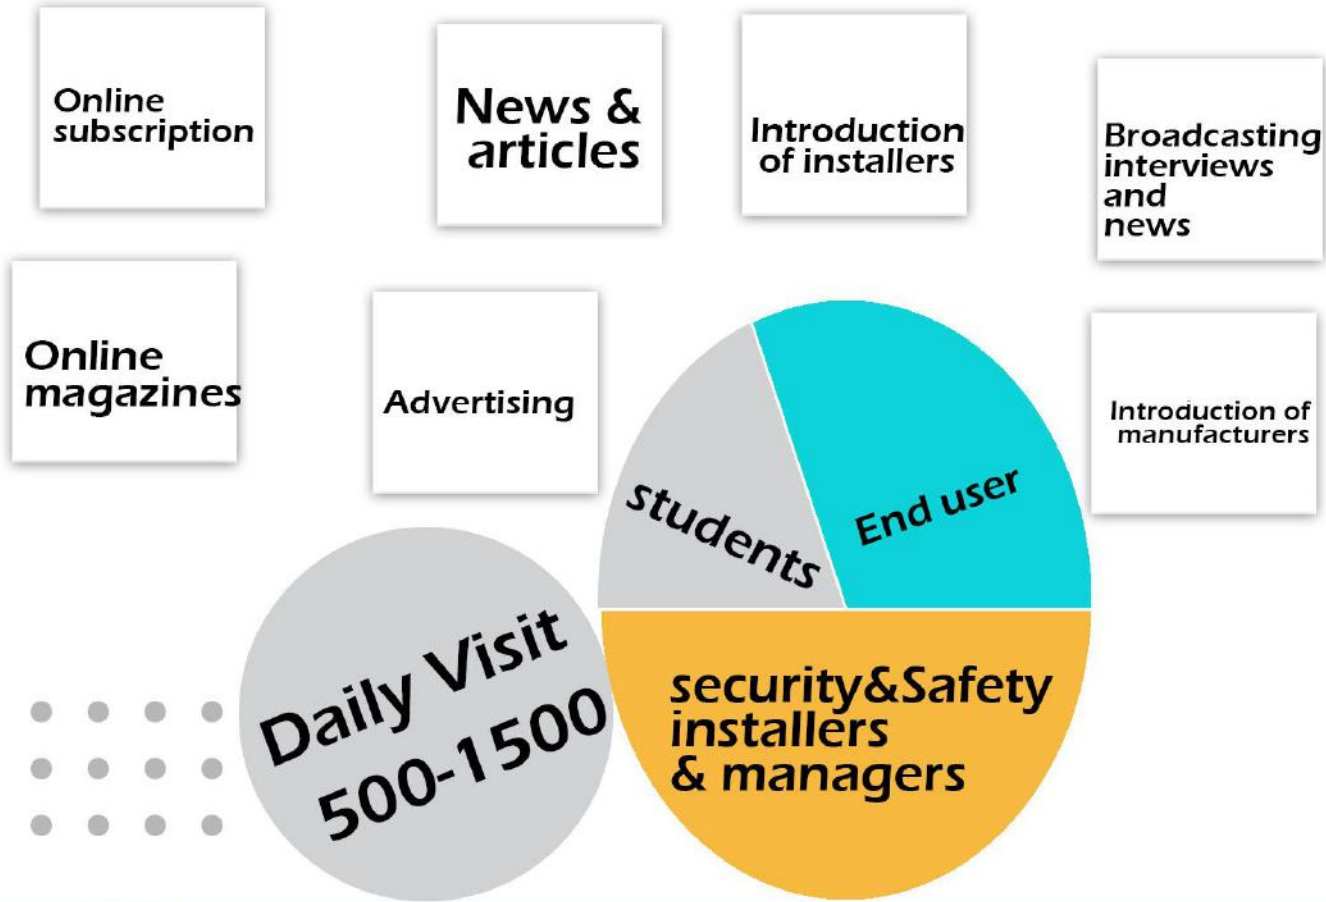 Online
subscription
News &
articles
Introduction
of installers
Broadcasting
interviews
and
news
Online
magazines
Advertising
Introduction of
manufacturers
students
End user
Daily Visit
500-1500
security&Safety
installers
& managers